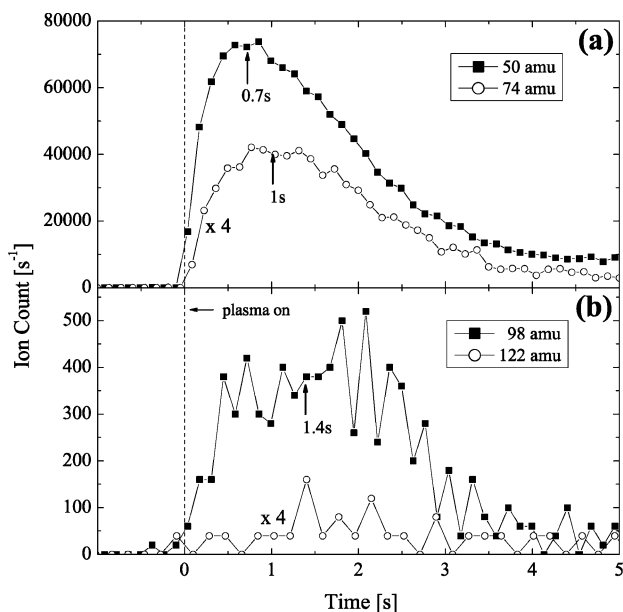 80000
60000
40000
20000
0
(a)
50 amu
74 amu
0.7s
1s
x 4
Ion Count [s⁻¹]
500
400
300
200
100
0
(b)
plasma on
98 amu
122 amu
1.4s
x 4
0 1 2 3 4 5
Time [s]